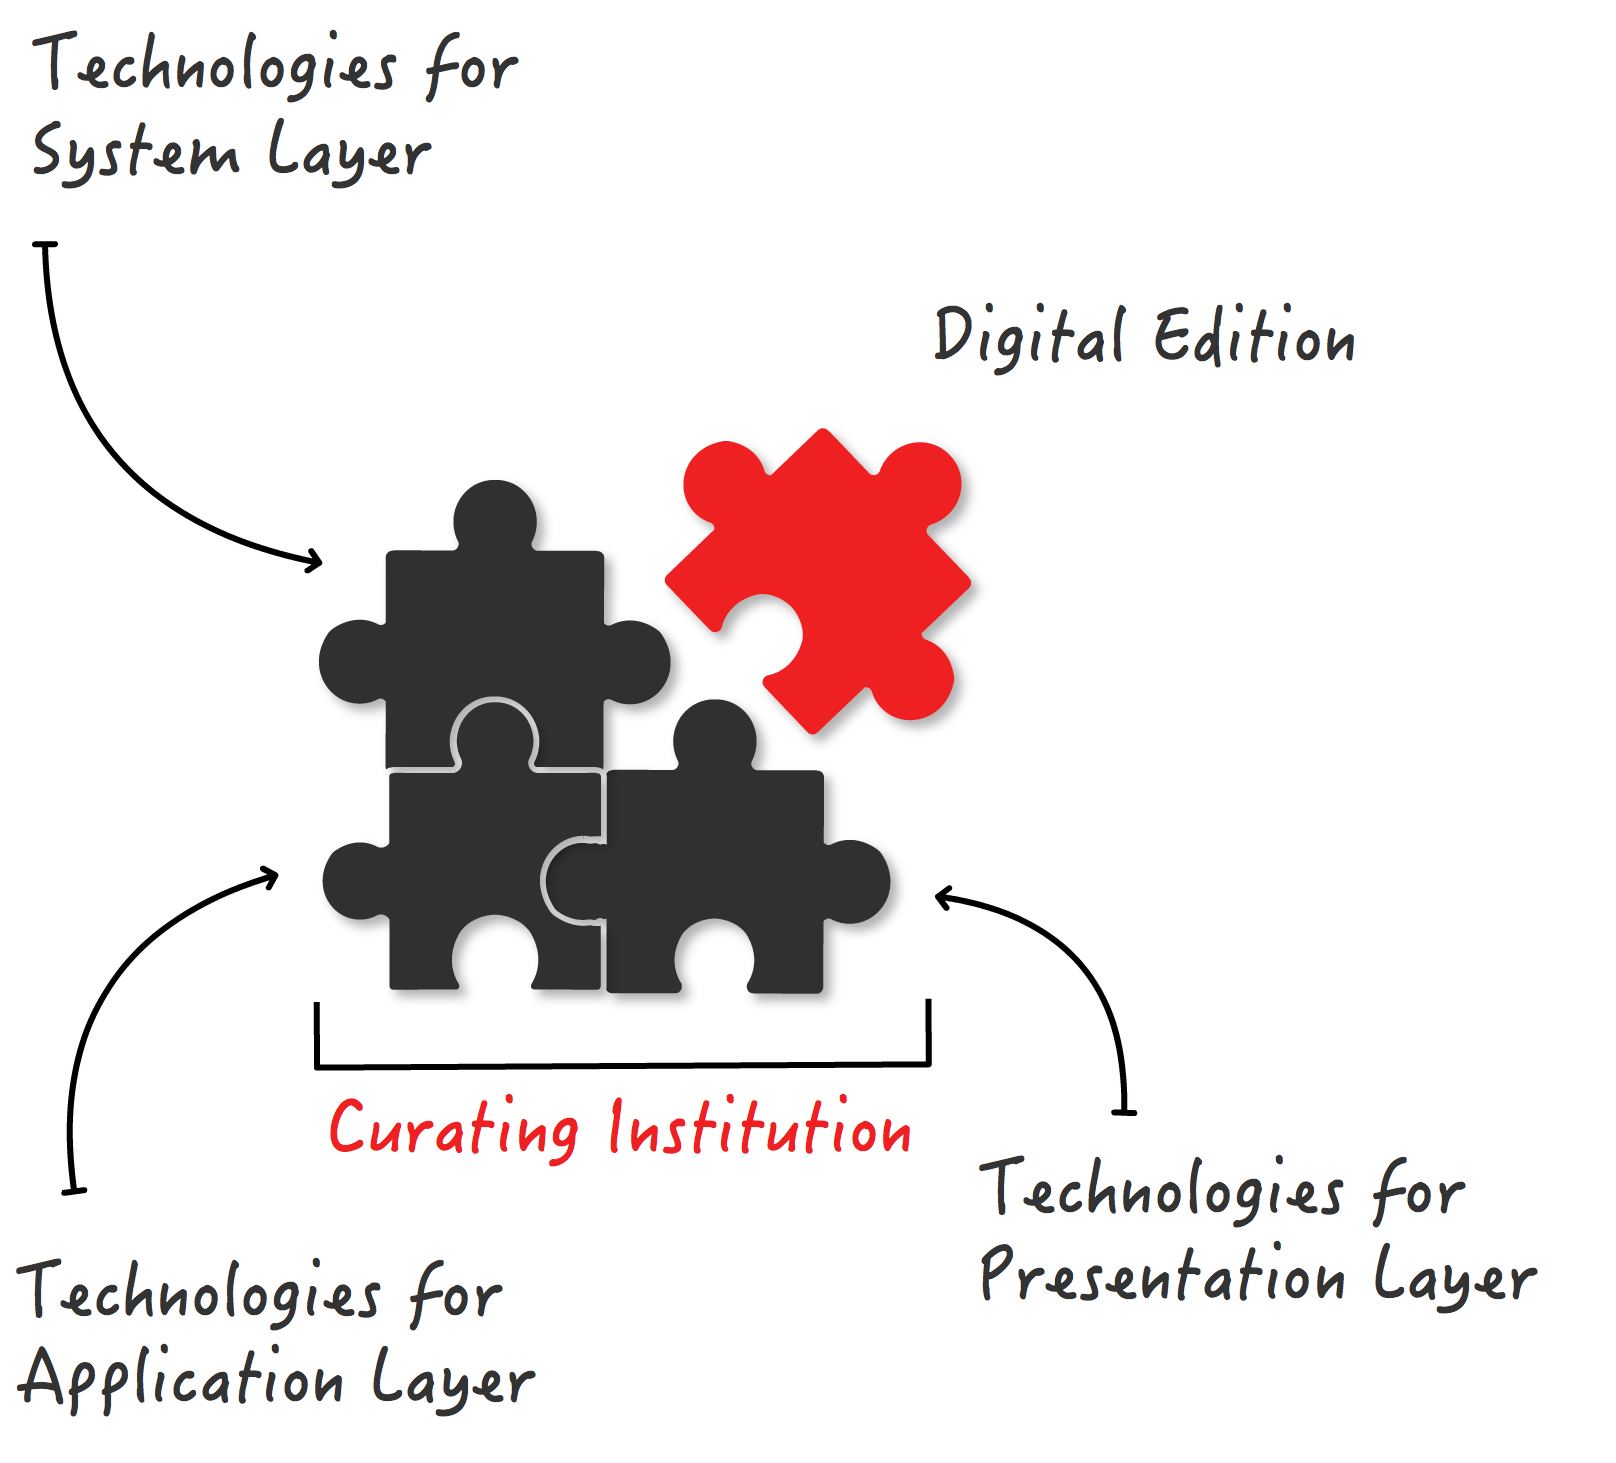 Technologies for
System Layer
Digital Edition
Curating Institution
Technologies for
Presentation Layer
Technologies for
Application Layer